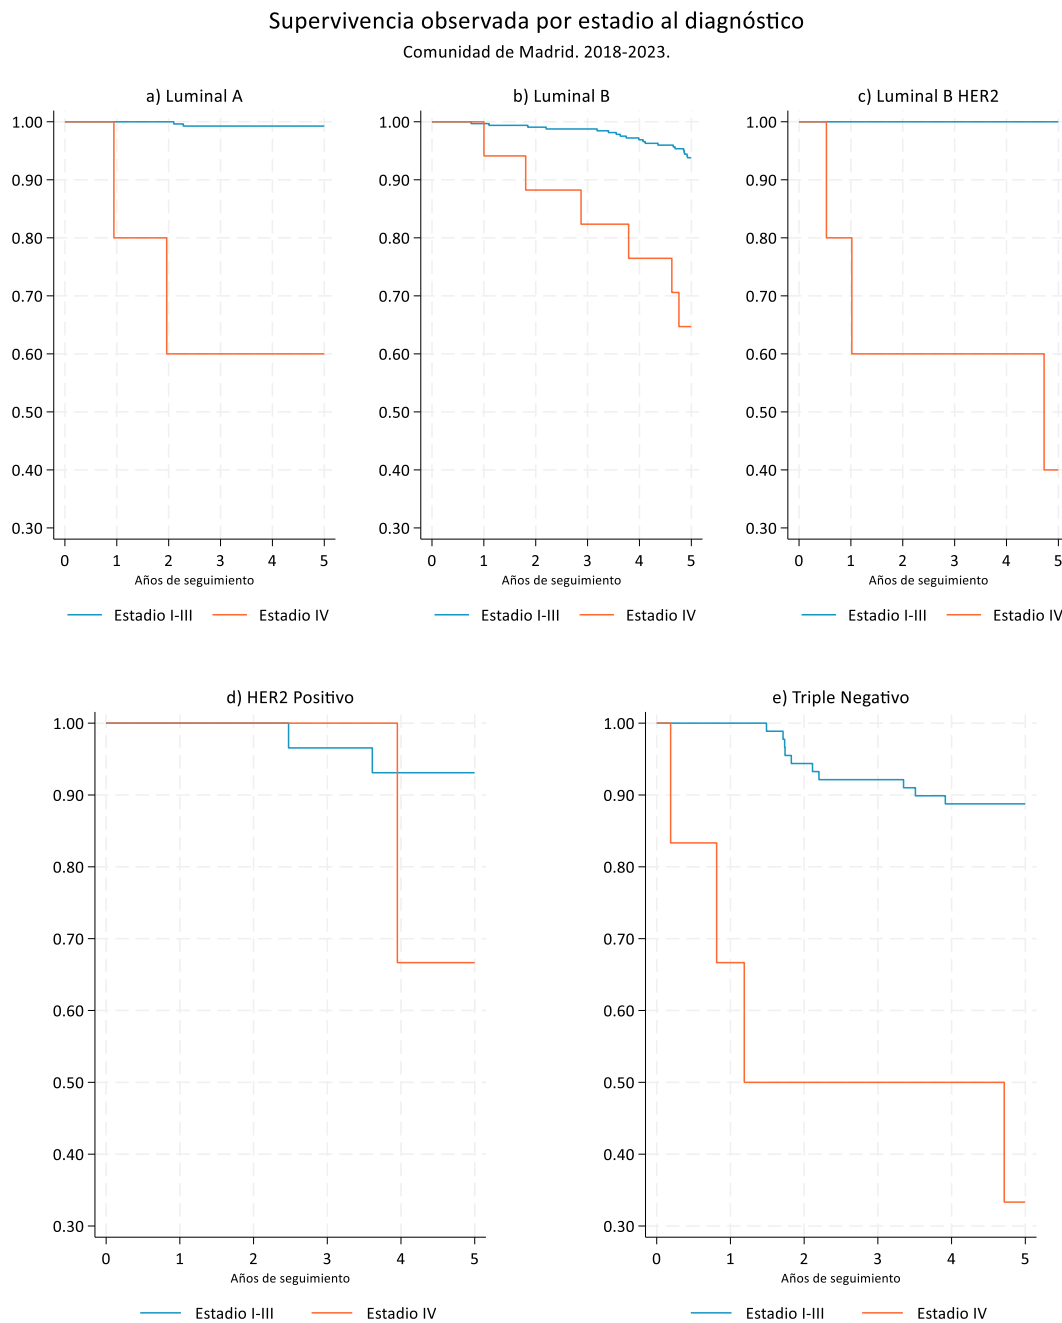 Supervivencia observada por estadio al diagnóstico
Comunidad de Madrid. 2018-2023.
a) Luminal A
1.00
0.90
0.80
0.70
0.60
0.50
0.40
0.30
0 1 2 3 4 5
Años de seguimiento
Estadio I-III Estadio IV
b) Luminal B
1.00
0.90
0.80
0.70
0.60
0.50
0.40
0.30
0 1 2 3 4 5
Años de seguimiento
Estadio I-III Estadio IV
c) Luminal B HER2
1.00
0.90
0.80
0.70
0.60
0.50
0.40
0.30
0 1 2 3 4 5
Años de seguimiento
Estadio I-III Estadio IV
d) HER2 Positivo
1.00
0.90
0.80
0.70
0.60
0.50
0.40
0.30
0 1 2 3 4 5
Años de seguimiento
Estadio I-III Estadio IV
e) Triple Negativo
1.00
0.90
0.80
0.70
0.60
0.50
0.40
0.30
0 1 2 3 4 5
Años de seguimiento
Estadio I-III Estadio IV